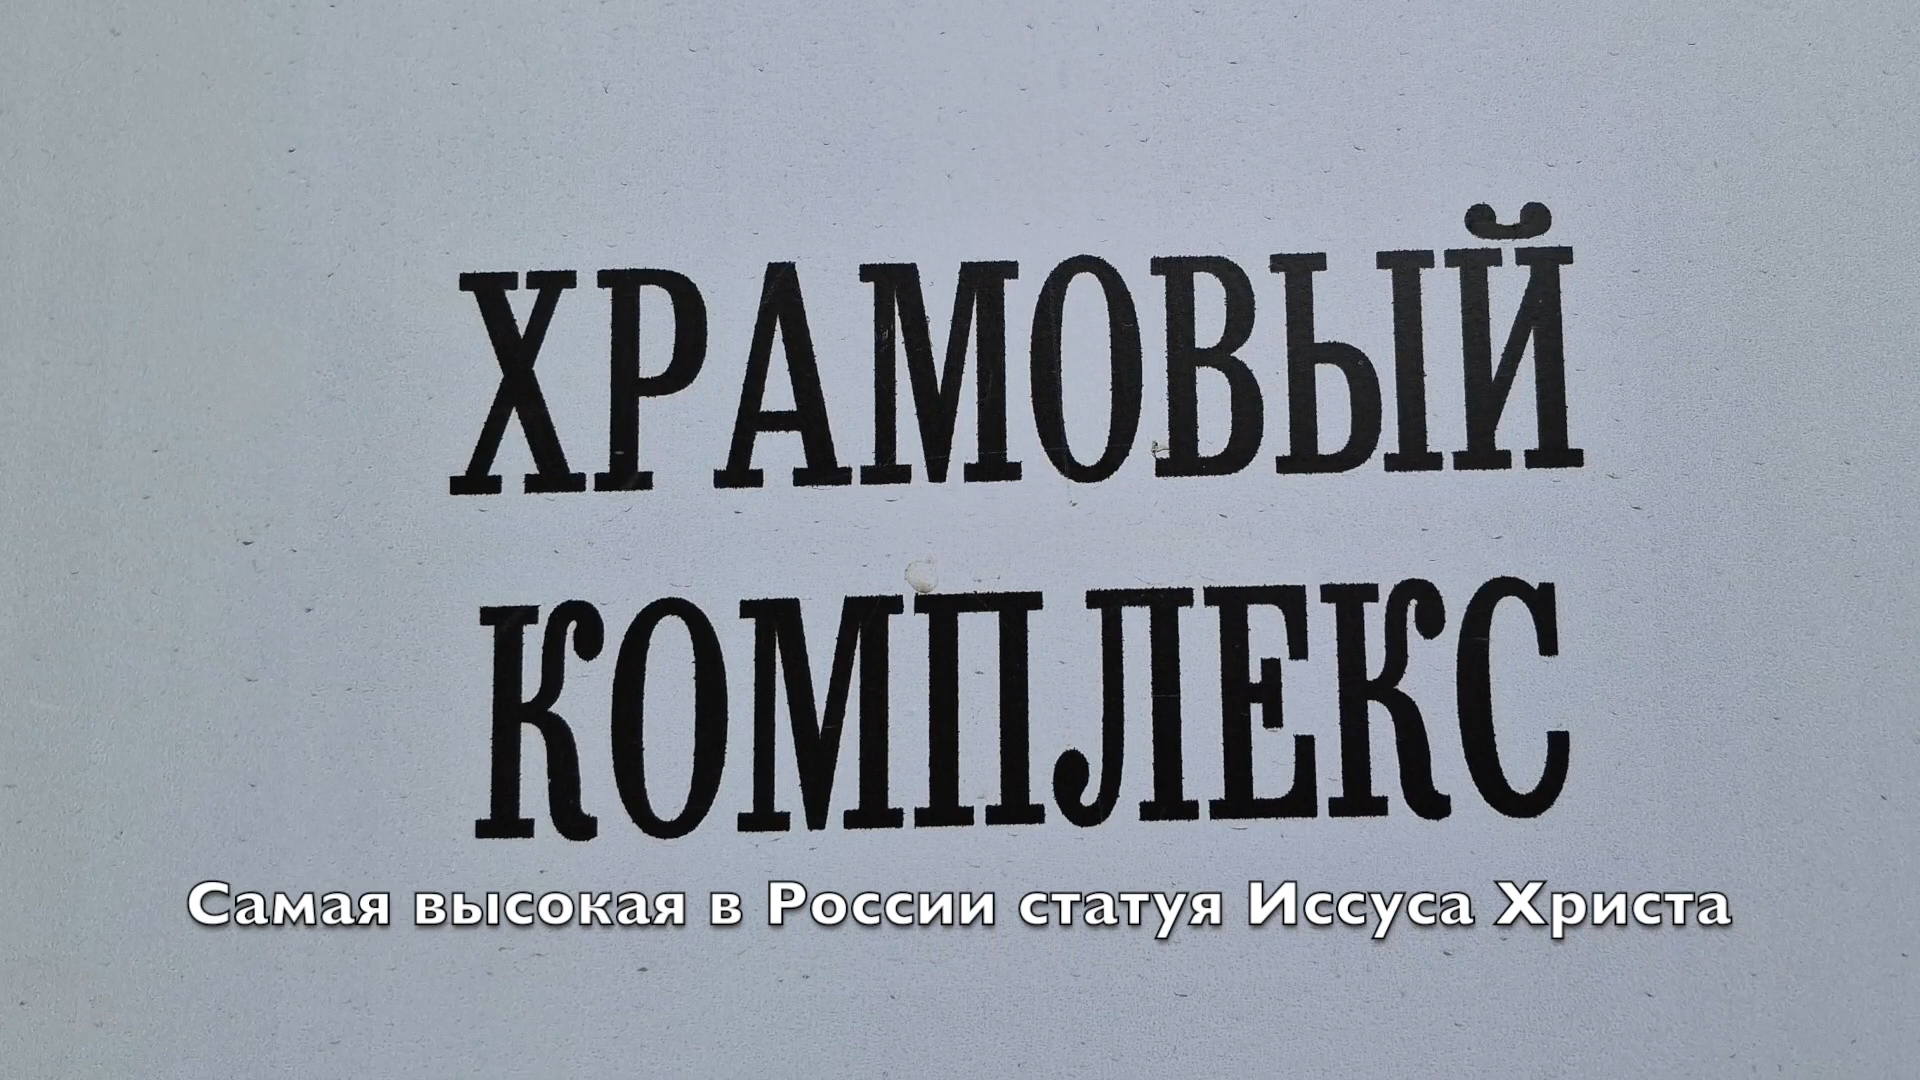 ХРАМОВЫЙ
КОМПЛЕКС
Самая высокая в России статуя Иссуса Христа